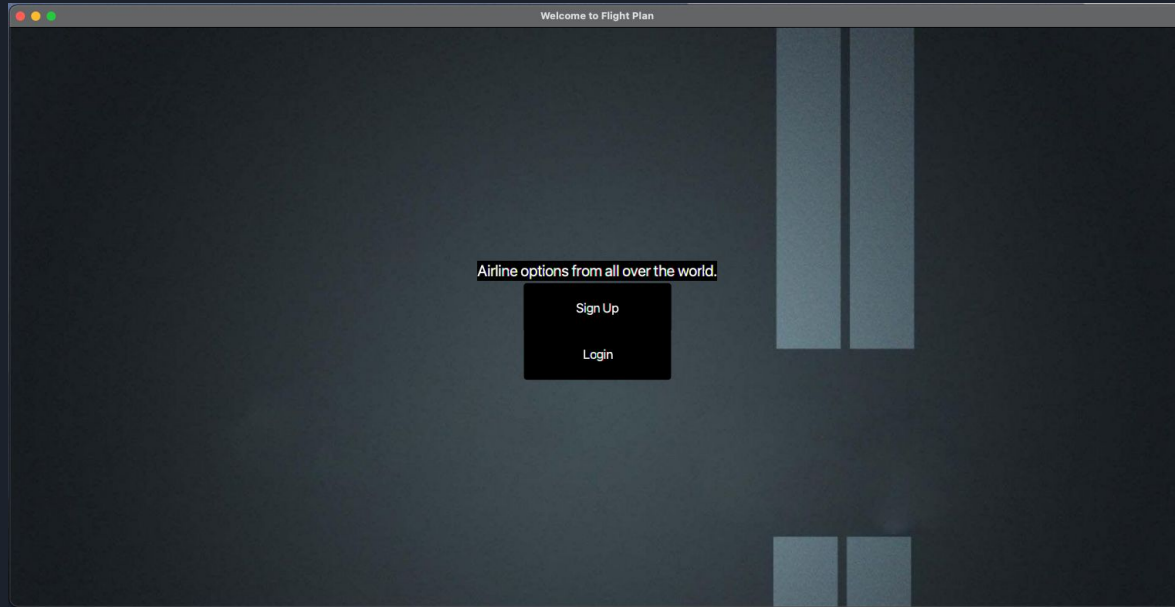 Welcome to Flight Plan
Airline options from all over the world.
Sign Up
Login